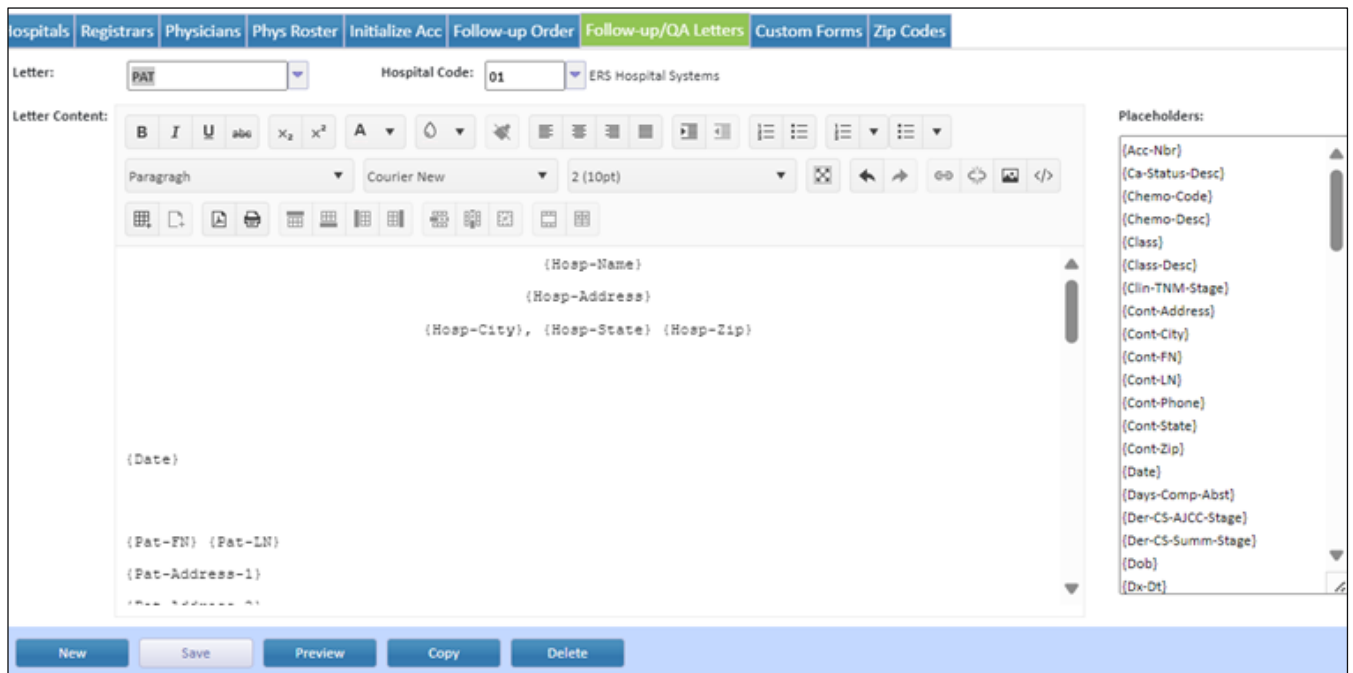 ospitals Registrars Physicians Phys Roster Initialize Acc Follow-up Order Follow-up/QA Letters Custom Forms Zip Codes
Letter: PAT Hospital Code: 01 ERS Hospital Systems
Letter Content:
B I U abc x₂ x² A
Paragragh Courier New 2 (10pt)
{Hosp-Name}
{Hosp-Address}
{Hosp-City}, {Hosp-State} {Hosp-Zip}
{Date}
{Pat-FN} {Pat-LN}
{Pat-Address-1}
Placeholders:
{Acc-Nbr}
{Ca-Status-Desc}
{Chemo-Code}
{Chemo-Desc}
{Class}
{Class-Desc}
{Clin-TNM-Stage}
{Cont-Address}
{Cont-City}
{Cont-FN}
{Cont-LN}
{Cont-Phone}
{Cont-State}
{Cont-Zip}
{Date}
{Days-Comp-Abst}
{Der-CS-AJCC-Stage}
{Der-CS-Summ-Stage}
{Dob}
{Dx-Dt}
New Save Preview Copy Delete